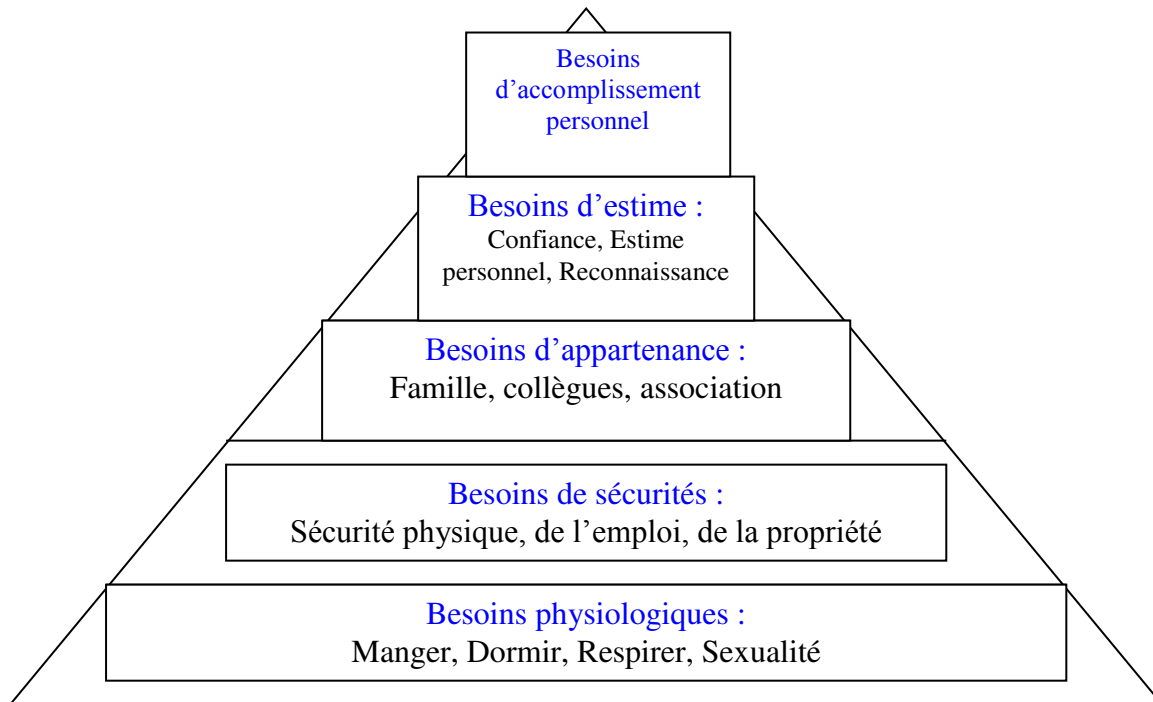 Besoins
d’accomplissement
personnel
Besoins d’estime :
Confiance, Estime
personnel, Reconnaissance
Besoins d’appartenance :
Famille, collègues, association
Besoins de sécurités :
Sécurité physique, de l’emploi, de la propriété
Besoins physiologiques :
Manger, Dormir, Respirer, Sexualité